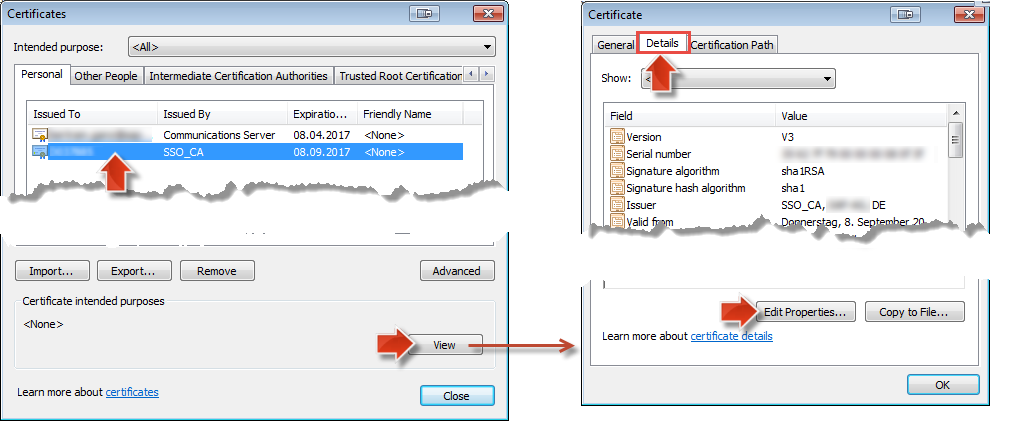 Certificates
Intended purpose:
<All>
Personal
Other People
Intermediate Certification Authorities
Trusted Root Certification
Issued To
Issued By
Expiratio...
Friendly Name
Communications Server
08.04.2017
<None>
SSO_CA
08.09.2017
<None>
Import...
Export...
Remove
Advanced
Certificate intended purposes
<None>
View
Learn more about certificates
Close
Certificate
General
Details
Certification Path
Show:
Field
Value
Version
V3
Serial number
Signature algorithm
sha1RSA
Signature hash algorithm
sha1
Issuer
SSO_CA, DE
Valid from
Donnerstag, 8. September 20
Edit Properties...
Copy to File...
Learn more about certificate details
OK